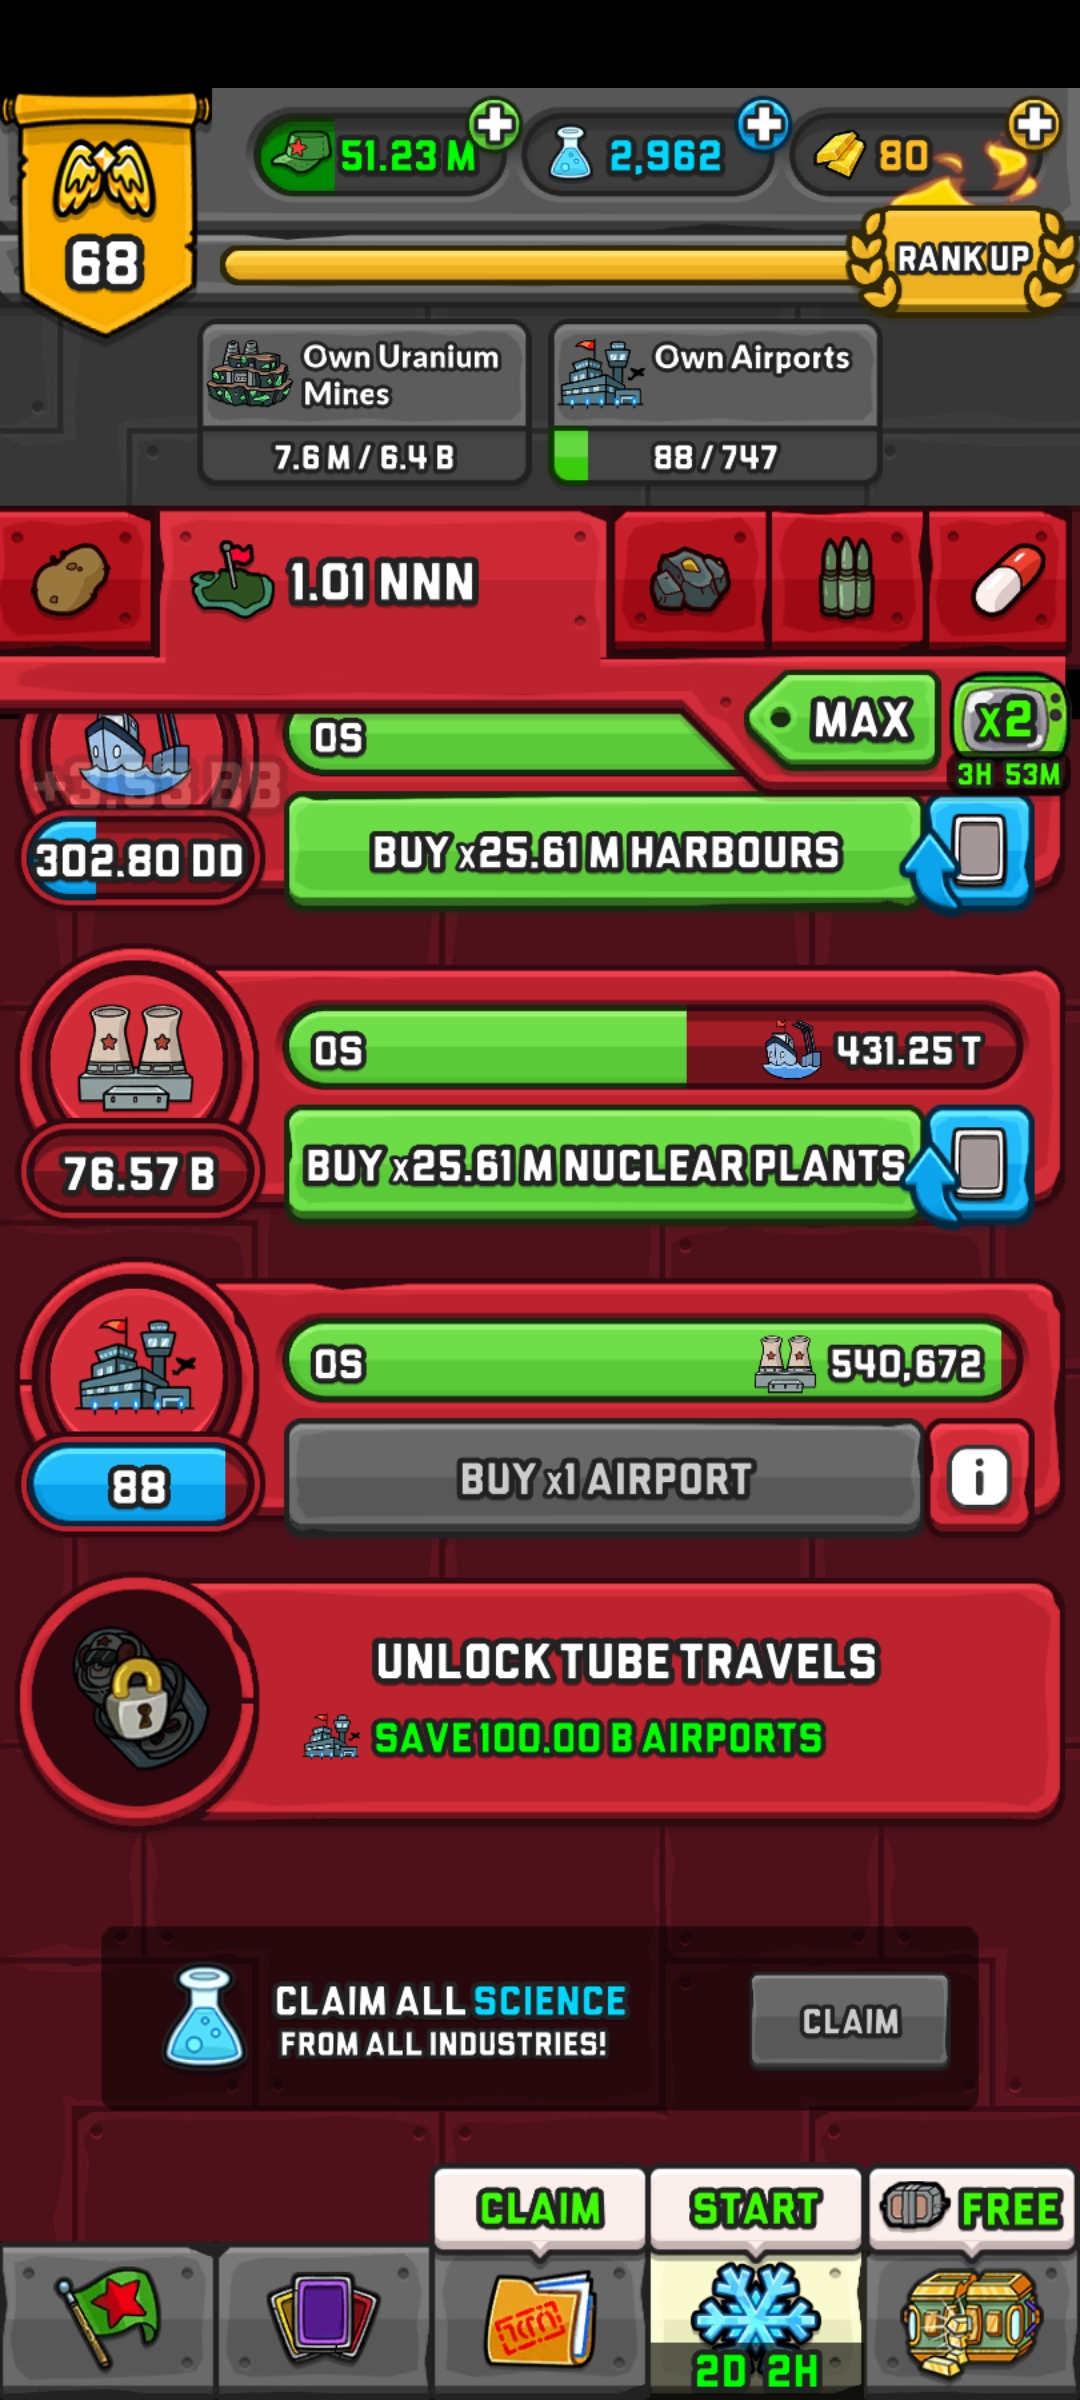 51.23 M
2,962
80
68
RANK UP
Own Uranium
Mines
7.6 M / 6.4 B
Own Airports
88 / 747
1.01 NNN
MAX
x2
3H 53M
0S
+3.53 BB
302.80 DD
BUY x25.61 M HARBOURS
0S
431.25 T
76.57 B
BUY x25.61 M NUCLEAR PLANTS
0S
540,672
88
BUY x1 AIRPORT
i
UNLOCK TUBE TRAVELS
SAVE 100.00 B AIRPORTS
CLAIM ALL SCIENCE
FROM ALL INDUSTRIES!
CLAIM
CLAIM
START
FREE
2D 2H